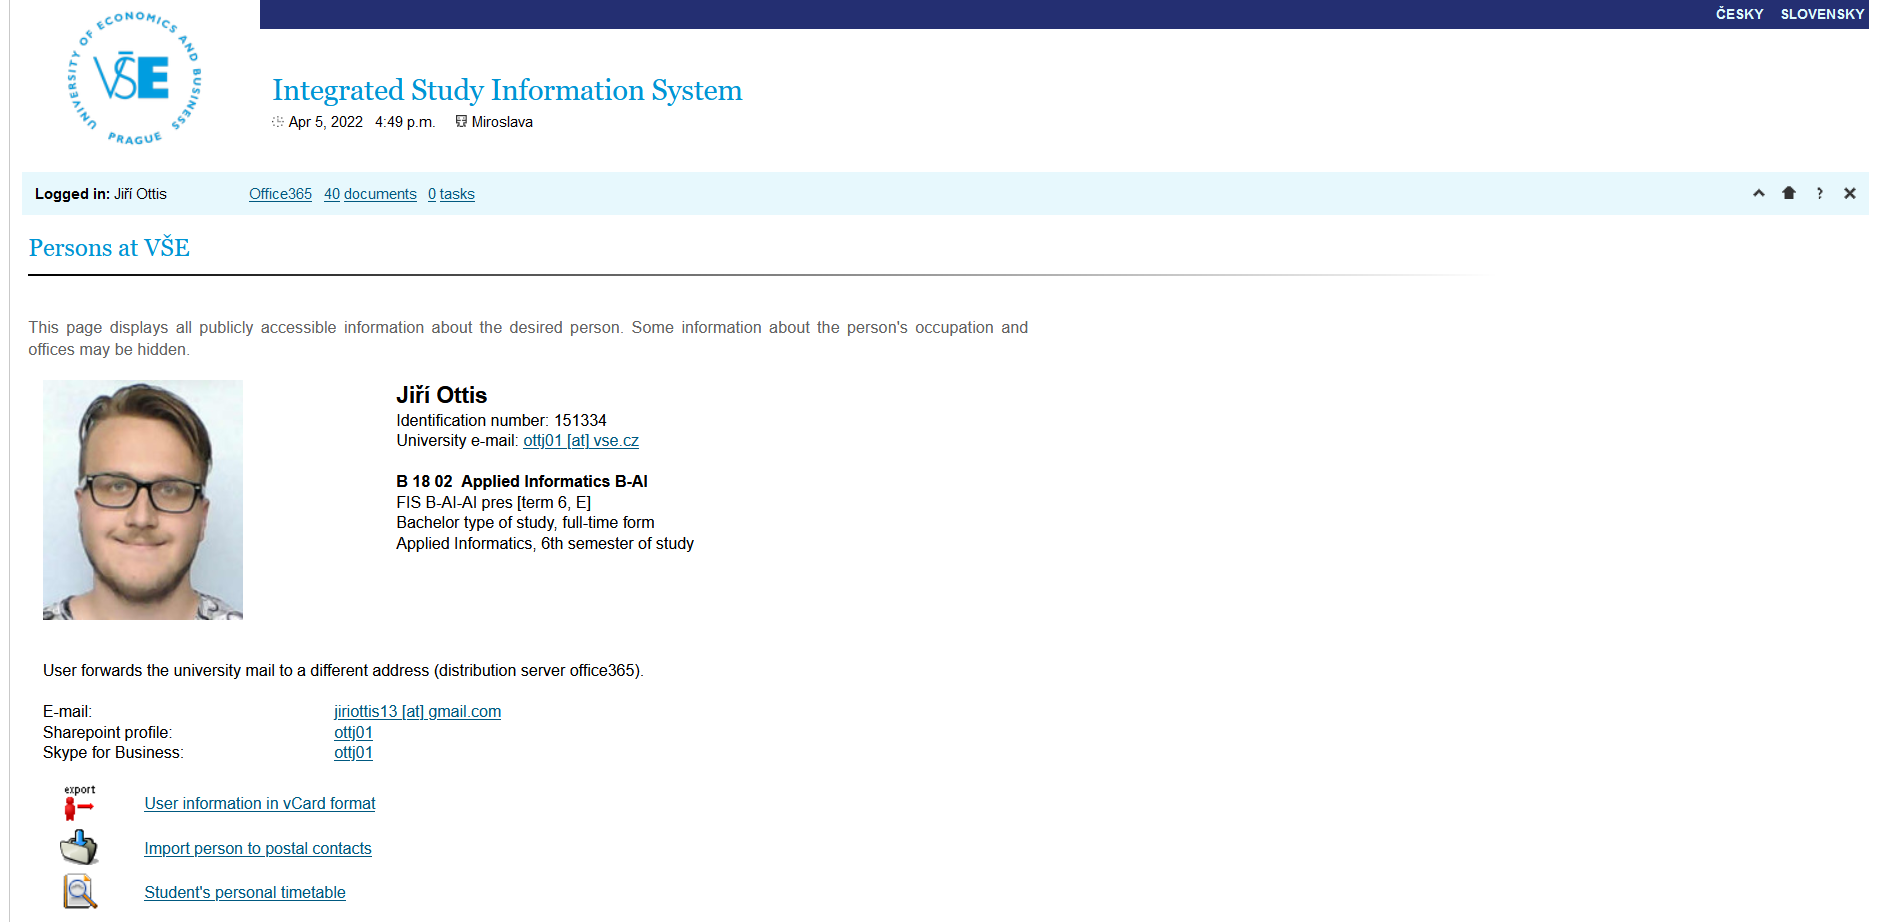 ČESKY SLOVENSKY
UNIVERSITY OF ECONOMICS AND BUSINESS
VŠE
PRAGUE
Integrated Study Information System
Apr 5, 2022 4:49 p.m. Miroslava
Logged in: Jiří Ottis Office365 40 documents 0 tasks ?
Persons at VŠE
This page displays all publicly accessible information about the desired person. Some information about the person's occupation and
offices may be hidden.
Jiří Ottis
Identification number: 151334
University e-mail: ottj01 [at] vse.cz
B 18 02 Applied Informatics B-AI
FIS B-AI-AI pres [term 6, E]
Bachelor type of study, full-time form
Applied Informatics, 6th semester of study
User forwards the university mail to a different address (distribution server office365).
E-mail: jiriottis13 [at] gmail.com
Sharepoint profile: ottj01
Skype for Business: ottj01
export
User information in vCard format
Import person to postal contacts
Student's personal timetable